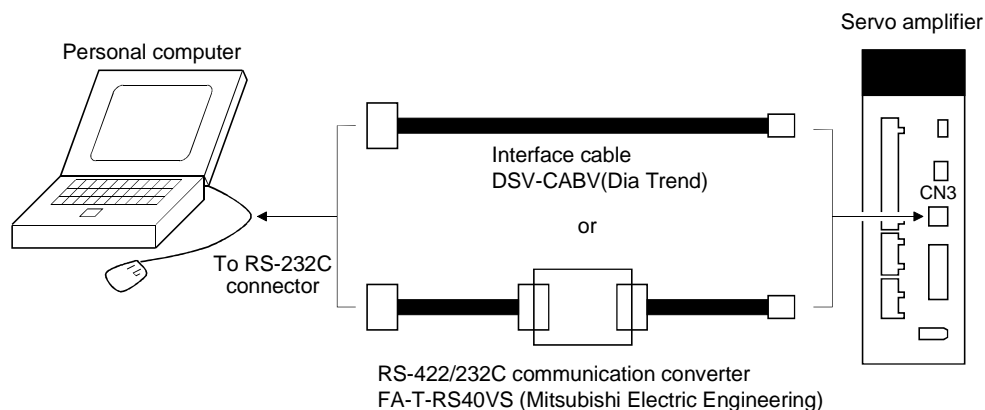 Servo amplifier
Personal computer
Interface cable
DSV-CABV(Dia Trend)
CN3
or
To RS-232C
connector
RS-422/232C communication converter
FA-T-RS40VS (Mitsubishi Electric Engineering)